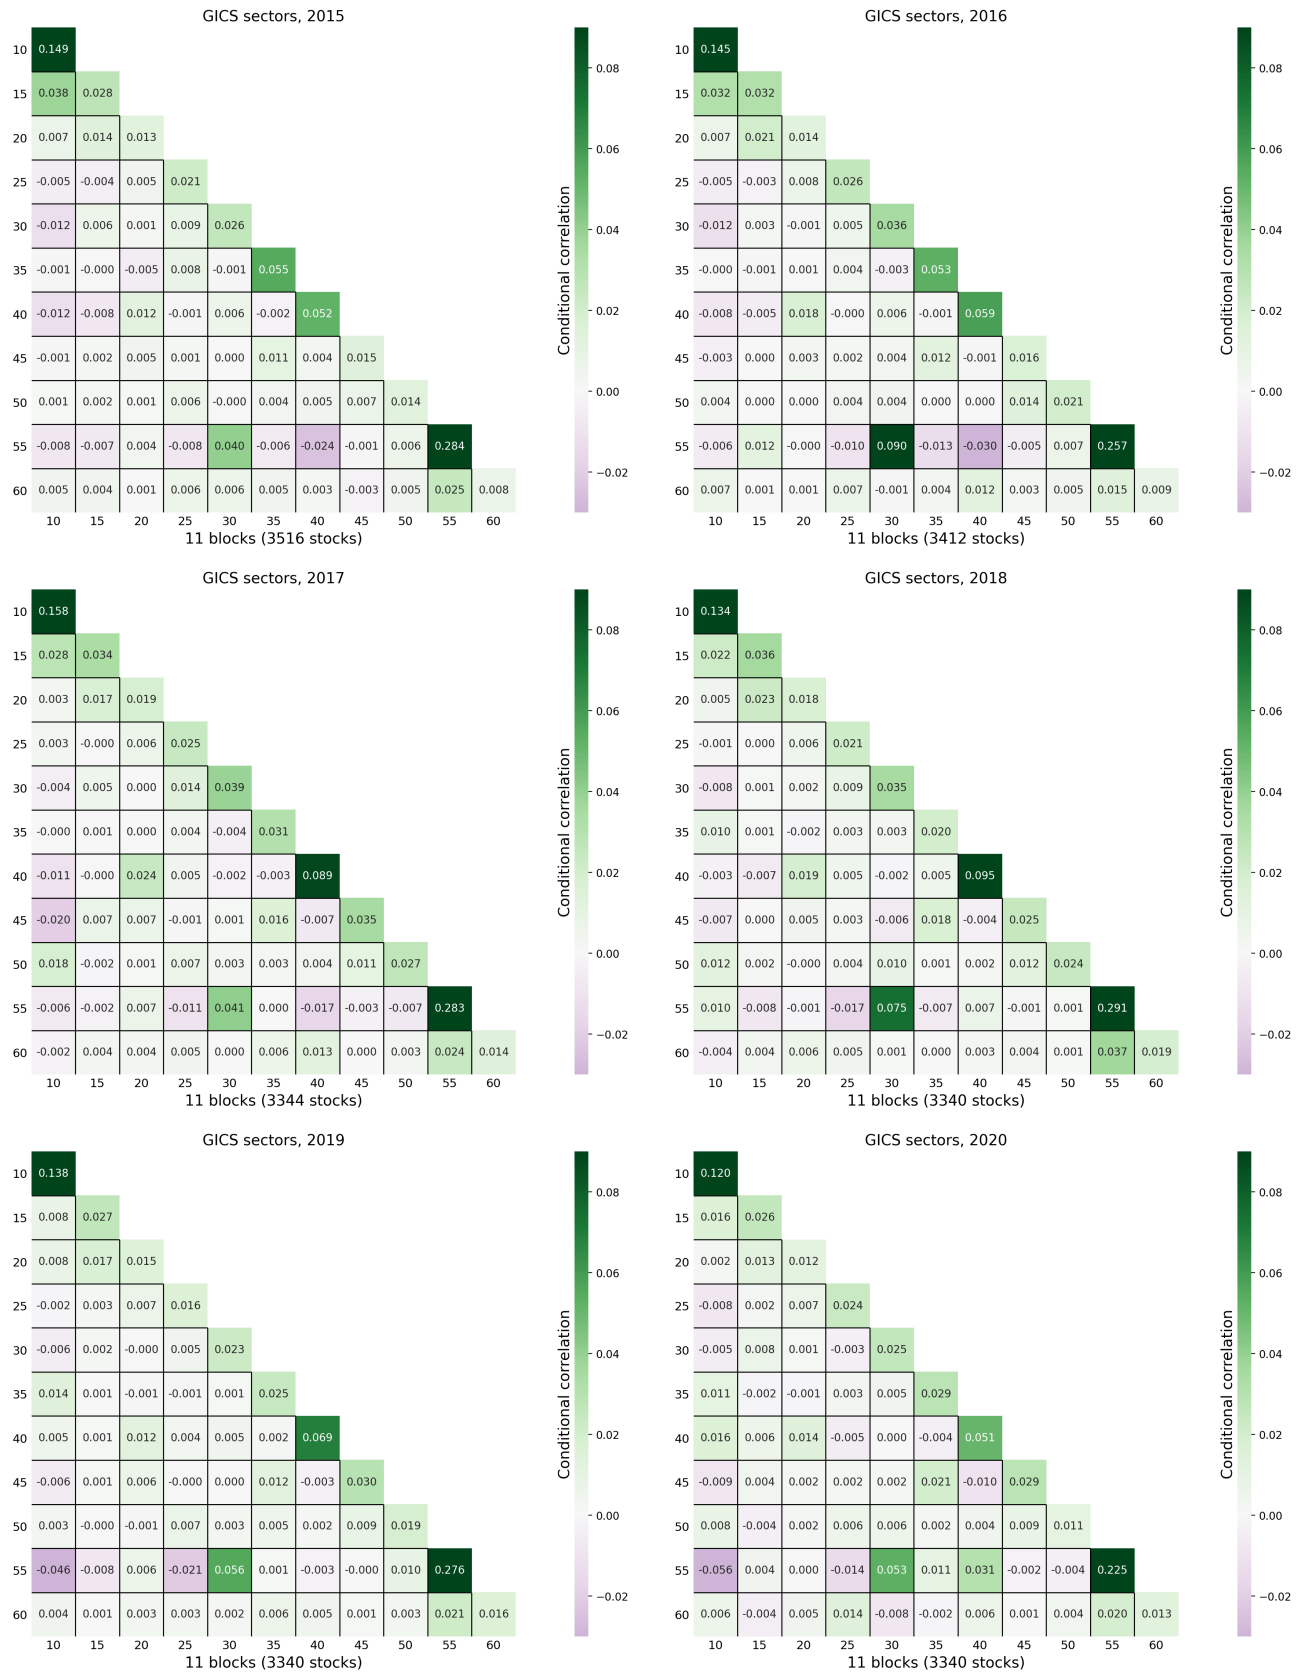 GICS sectors, 2015
10 0.149
15 0.038 0.028
20 0.007 0.014 0.013
25 -0.005 -0.004 0.005 0.021
30 -0.012 0.006 0.001 0.009 0.026
35 -0.001 -0.000 -0.005 0.008 -0.001 0.055
40 -0.012 -0.008 0.012 -0.001 0.006 -0.002 0.052
45 -0.001 0.002 0.005 0.001 0.000 0.011 0.004 0.015
50 0.001 0.002 0.001 0.006 -0.000 0.004 0.005 0.007 0.014
55 -0.008 -0.007 0.004 -0.008 0.040 -0.006 -0.024 -0.001 0.006 0.284
60 0.005 0.004 0.001 0.006 0.006 0.005 0.003 -0.003 0.005 0.025 0.008
10 15 20 25 30 35 40 45 50 55 60
11 blocks (3516 stocks)
0.08
0.06
0.04
0.02
0.00
−0.02
Conditional correlation
GICS sectors, 2016
10 0.145
15 0.032 0.032
20 0.007 0.021 0.014
25 -0.005 -0.003 0.008 0.026
30 -0.012 0.003 -0.001 0.005 0.036
35 -0.000 -0.001 0.001 0.004 -0.003 0.053
40 -0.008 -0.005 0.018 -0.000 0.006 -0.001 0.059
45 -0.003 0.000 0.003 0.002 0.004 0.012 -0.001 0.016
50 0.004 0.000 0.000 0.004 0.004 0.000 0.000 0.014 0.021
55 -0.006 0.012 -0.000 -0.010 0.090 -0.013 -0.030 -0.005 0.007 0.257
60 0.007 0.001 0.001 0.007 -0.001 0.004 0.012 0.003 0.005 0.015 0.009
10 15 20 25 30 35 40 45 50 55 60
11 blocks (3412 stocks)
0.08
0.06
0.04
0.02
0.00
−0.02
Conditional correlation
GICS sectors, 2017
10 0.158
15 0.028 0.034
20 0.003 0.017 0.019
25 0.003 -0.000 0.006 0.025
30 -0.004 0.005 0.000 0.014 0.039
35 -0.000 0.001 0.000 0.004 -0.004 0.031
40 -0.011 -0.000 0.024 0.005 -0.002 -0.003 0.089
45 -0.020 0.007 0.007 -0.001 0.001 0.016 -0.007 0.035
50 0.018 -0.002 0.001 0.007 0.003 0.003 0.004 0.011 0.027
55 -0.006 -0.002 0.007 -0.011 0.041 0.000 -0.017 -0.003 -0.007 0.283
60 -0.002 0.004 0.004 0.005 0.000 0.006 0.013 0.000 0.003 0.024 0.014
10 15 20 25 30 35 40 45 50 55 60
11 blocks (3344 stocks)
0.08
0.06
0.04
0.02
0.00
−0.02
Conditional correlation
GICS sectors, 2018
10 0.134
15 0.022 0.036
20 0.005 0.023 0.018
25 -0.001 0.000 0.006 0.021
30 -0.008 0.001 0.002 0.009 0.035
35 0.010 0.001 -0.002 0.003 0.003 0.020
40 -0.003 -0.007 0.019 0.005 -0.002 0.005 0.095
45 -0.007 0.000 0.005 0.003 -0.006 0.018 -0.004 0.025
50 0.012 0.002 -0.000 0.004 0.010 0.001 0.002 0.012 0.024
55 0.010 -0.008 -0.001 -0.017 0.075 -0.007 0.007 -0.001 0.001 0.291
60 -0.004 0.004 0.006 0.005 0.001 0.000 0.003 0.004 0.001 0.037 0.019
10 15 20 25 30 35 40 45 50 55 60
11 blocks (3340 stocks)
0.08
0.06
0.04
0.02
0.00
−0.02
Conditional correlation
GICS sectors, 2019
10 0.138
15 0.008 0.027
20 0.008 0.017 0.015
25 -0.002 0.003 0.007 0.016
30 -0.006 0.002 -0.000 0.005 0.023
35 0.014 0.001 -0.001 -0.001 0.001 0.025
40 0.005 0.001 0.012 0.004 0.005 0.002 0.069
45 -0.006 0.001 0.006 -0.000 0.000 0.012 -0.003 0.030
50 0.003 -0.000 -0.001 0.007 0.003 0.005 0.002 0.009 0.019
55 -0.046 -0.008 0.006 -0.021 0.056 0.001 -0.003 -0.000 0.010 0.276
60 0.004 0.001 0.003 0.003 0.002 0.006 0.005 0.001 0.003 0.021 0.016
10 15 20 25 30 35 40 45 50 55 60
11 blocks (3340 stocks)
0.08
0.06
0.04
0.02
0.00
−0.02
Conditional correlation
GICS sectors, 2020
10 0.120
15 0.016 0.026
20 0.002 0.013 0.012
25 -0.008 0.002 0.007 0.024
30 -0.005 0.008 0.001 -0.003 0.025
35 0.011 -0.002 -0.001 0.003 0.005 0.029
40 0.016 0.006 0.014 -0.005 0.000 -0.004 0.051
45 -0.009 0.004 0.002 0.002 0.002 0.021 -0.010 0.029
50 0.008 -0.004 0.002 0.006 0.006 0.002 0.004 0.009 0.011
55 -0.056 0.004 0.000 -0.014 0.053 0.011 0.031 -0.002 -0.004 0.225
60 0.006 -0.004 0.005 0.014 -0.008 -0.002 0.006 0.001 0.004 0.020 0.013
10 15 20 25 30 35 40 45 50 55 60
11 blocks (3340 stocks)
0.08
0.06
0.04
0.02
0.00
−0.02
Conditional correlation